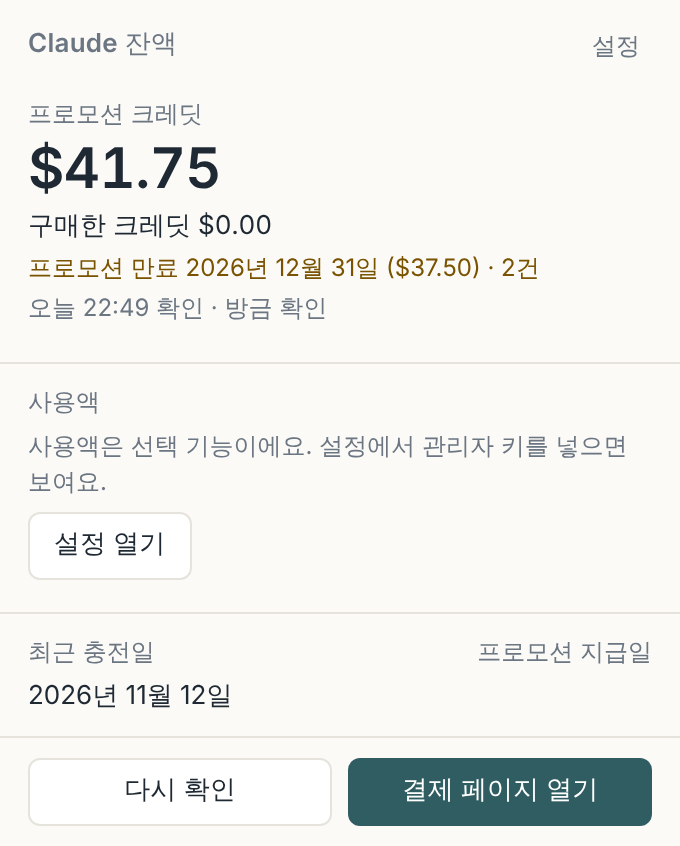 Claude 잔액
설정
프로모션 크레딧
$41.75
구매한 크레딧 $0.00
프로모션 만료 2026년 12월 31일 ($37.50) · 2건
오늘 22:49 확인 · 방금 확인
사용액
사용액은 선택 기능이에요. 설정에서 관리자 키를 넣으면
보여요.
설정 열기
최근 충전일
프로모션 지급일
2026년 11월 12일
다시 확인
결제 페이지 열기